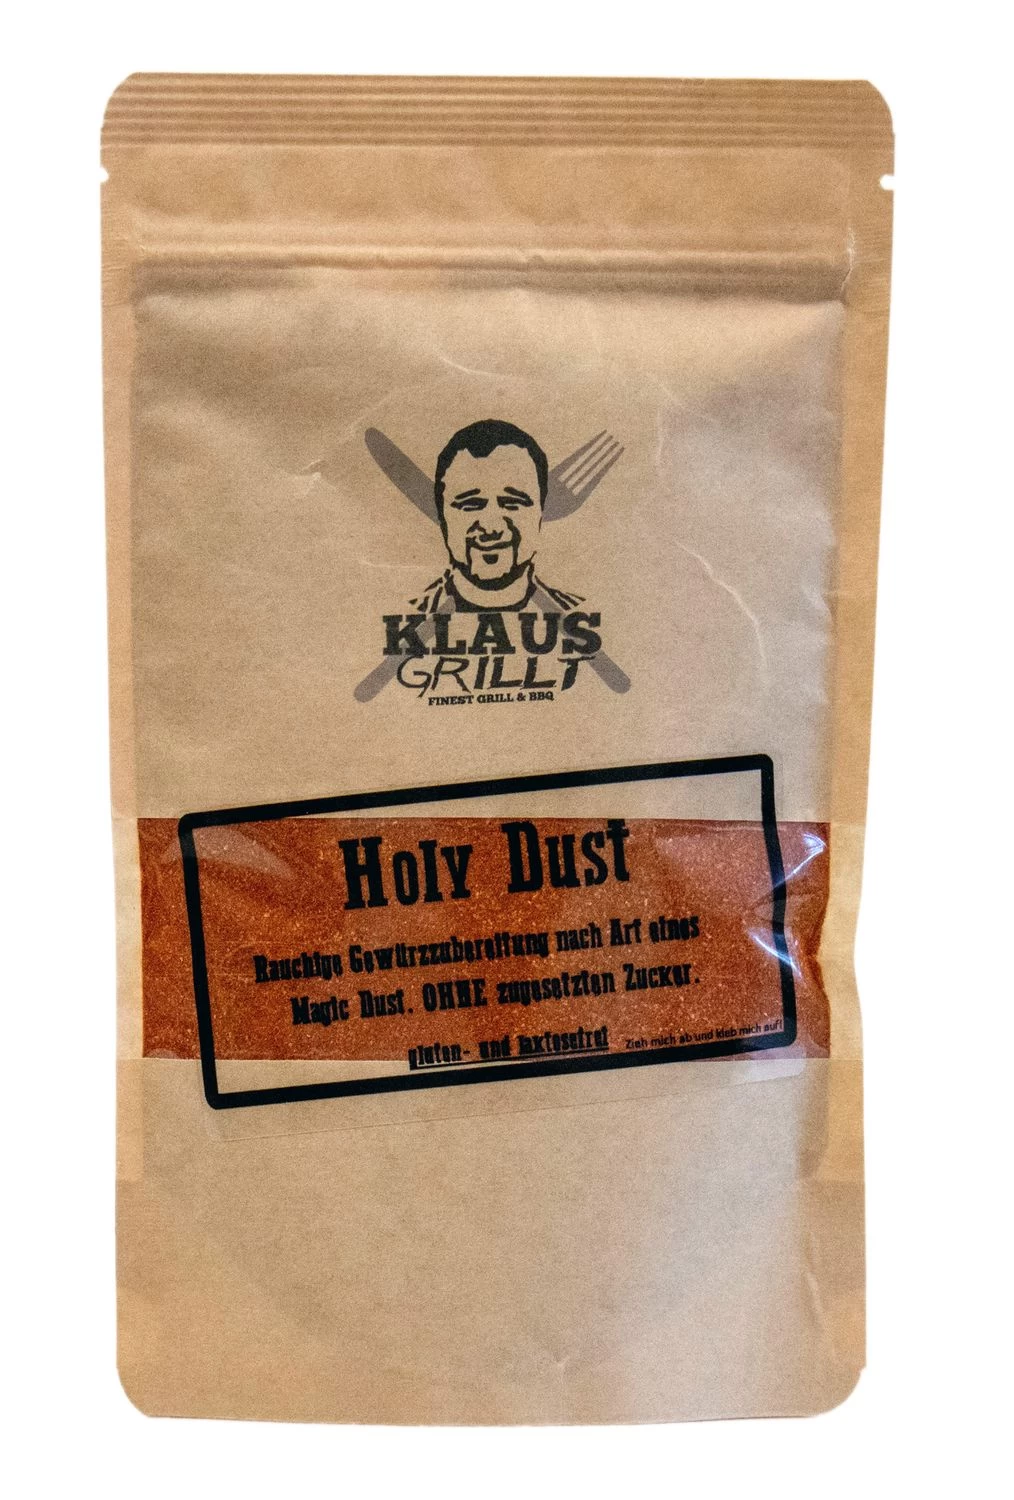 KLAUS
GRILLT
FINEST GRILL & BBQ
Holy Dust
Rauchige Gewürzzubereitung nach Art eines
Magic Dust. OHNE zugesetzten Zucker.
gluten- und laktosefrei
Zieh mich ab und kleb mich auf!